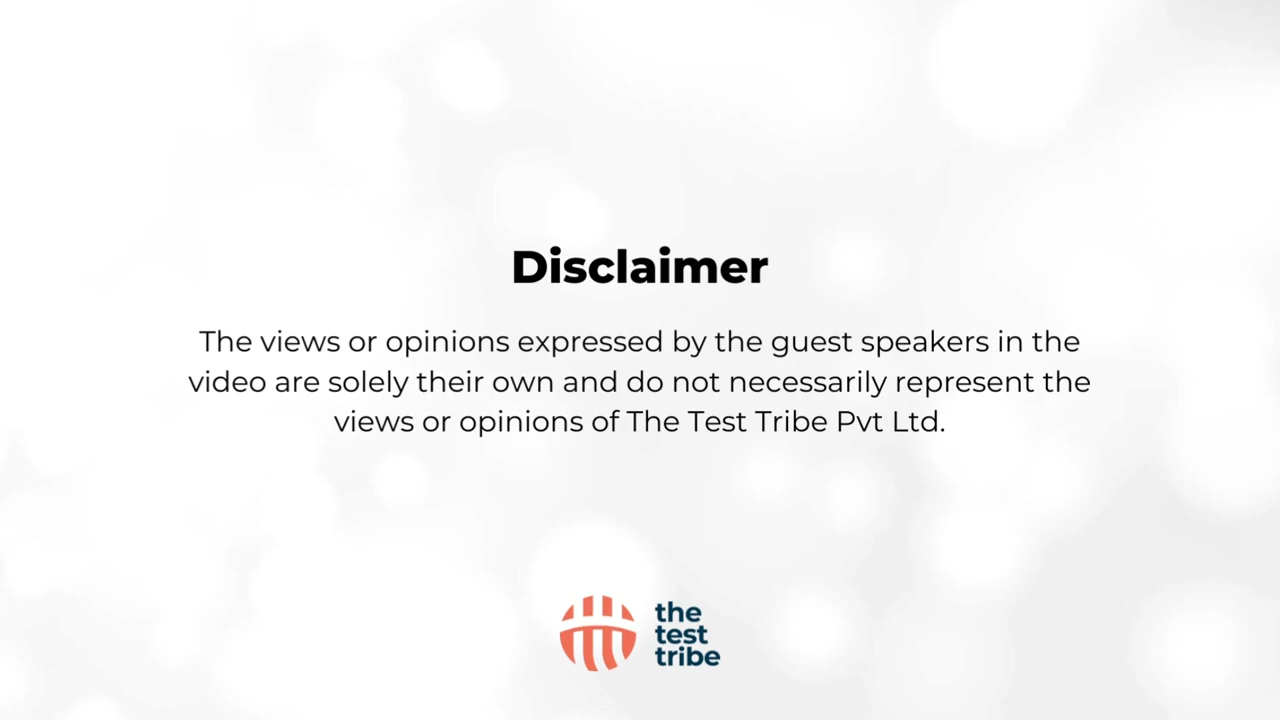 Disclaimer
The views or opinions expressed by the guest speakers in the
video are solely their own and do not necessarily represent the
views or opinions of The Test Tribe Pvt Ltd.
the
test
tribe